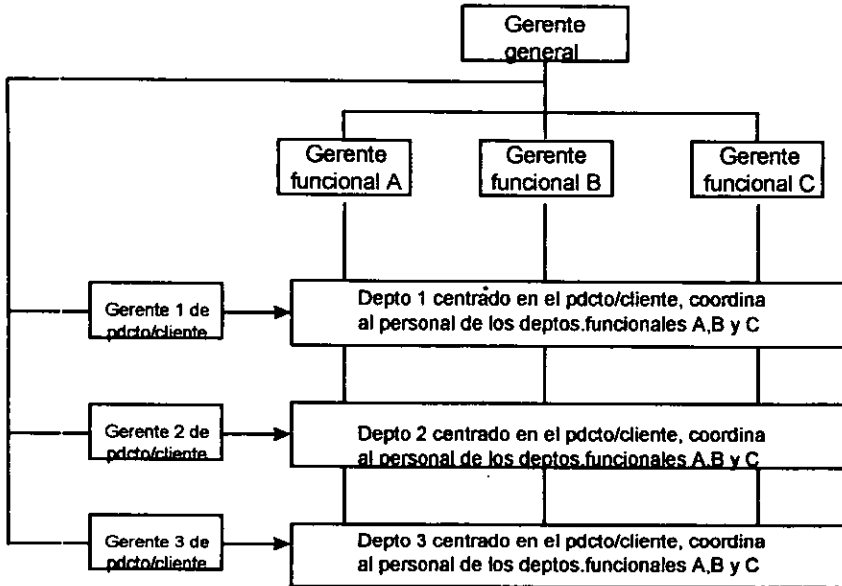 Gerente
general
Gerente
funcional A
Gerente
funcional B
Gerente
funcional C
Gerente 1 de
pdcto/cliente
Depto 1 centrado en el pdcto/cliente, coordina
al personal de los deptos.funcionales A,B y C
Gerente 2 de
pdcto/cliente
Depto 2 centrado en el pdcto/cliente, coordina
al personal de los deptos.funcionales A,B y C
Gerente 3 de
pdcto/cliente
Depto 3 centrado en el pdcto/cliente, coordina
al personal de los deptos.funcionales A,B y C